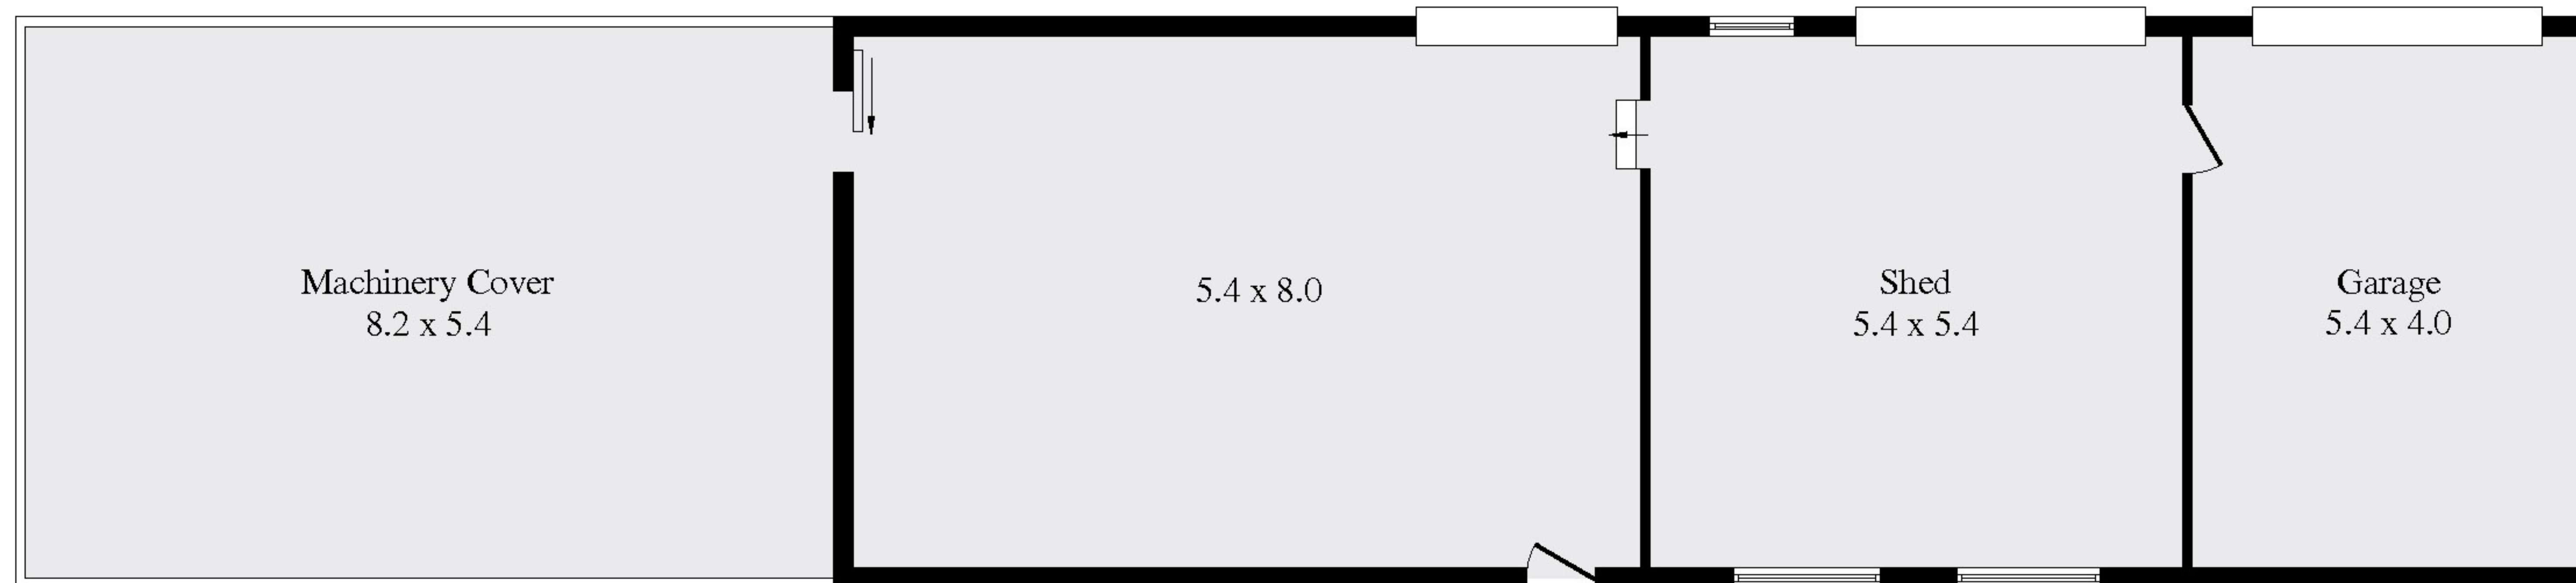 Machinery Cover
8.2 x 5.4
5.4 x 8.0
Shed
5.4 x 5.4
Garage
5.4 x 4.0